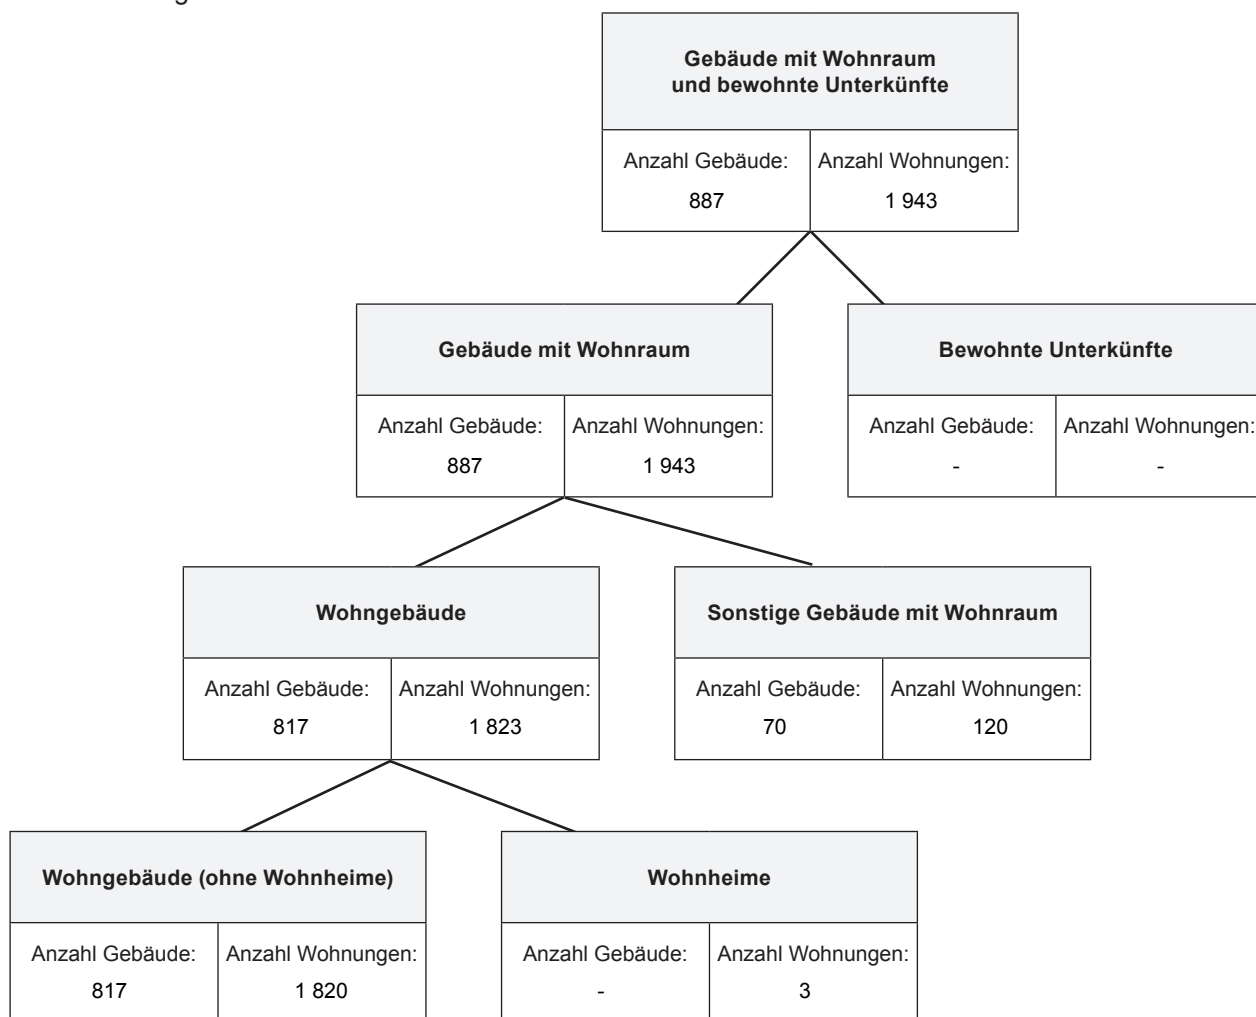 Gebäude mit Wohnraum
und bewohnte Unterkünfte
Anzahl Gebäude: Anzahl Wohnungen:
887 1 943
Gebäude mit Wohnraum
Anzahl Gebäude: Anzahl Wohnungen:
887 1 943
Bewohnte Unterkünfte
Anzahl Gebäude: Anzahl Wohnungen:
- -
Wohngebäude
Anzahl Gebäude: Anzahl Wohnungen:
817 1 823
Sonstige Gebäude mit Wohnraum
Anzahl Gebäude: Anzahl Wohnungen:
70 120
Wohngebäude (ohne Wohnheime)
Anzahl Gebäude: Anzahl Wohnungen:
817 1 820
Wohnheime
Anzahl Gebäude: Anzahl Wohnungen:
- 3